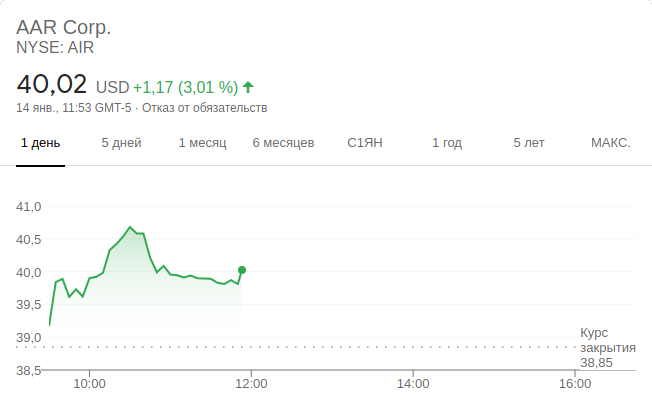 AAR Corp.
NYSE: AIR
40,02 USD +1,17 (3,01 %)
14 янв., 11:53 GMT-5 · Отказ от обязательств
1 день 5 дней 1 месяц 6 месяцев С1ЯН 1 год 5 лет МАКС.
41,0
40,5
40,0
39,5
39,0
38,5
Курс
закрытия
38,85
10:00 12:00 14:00 16:00